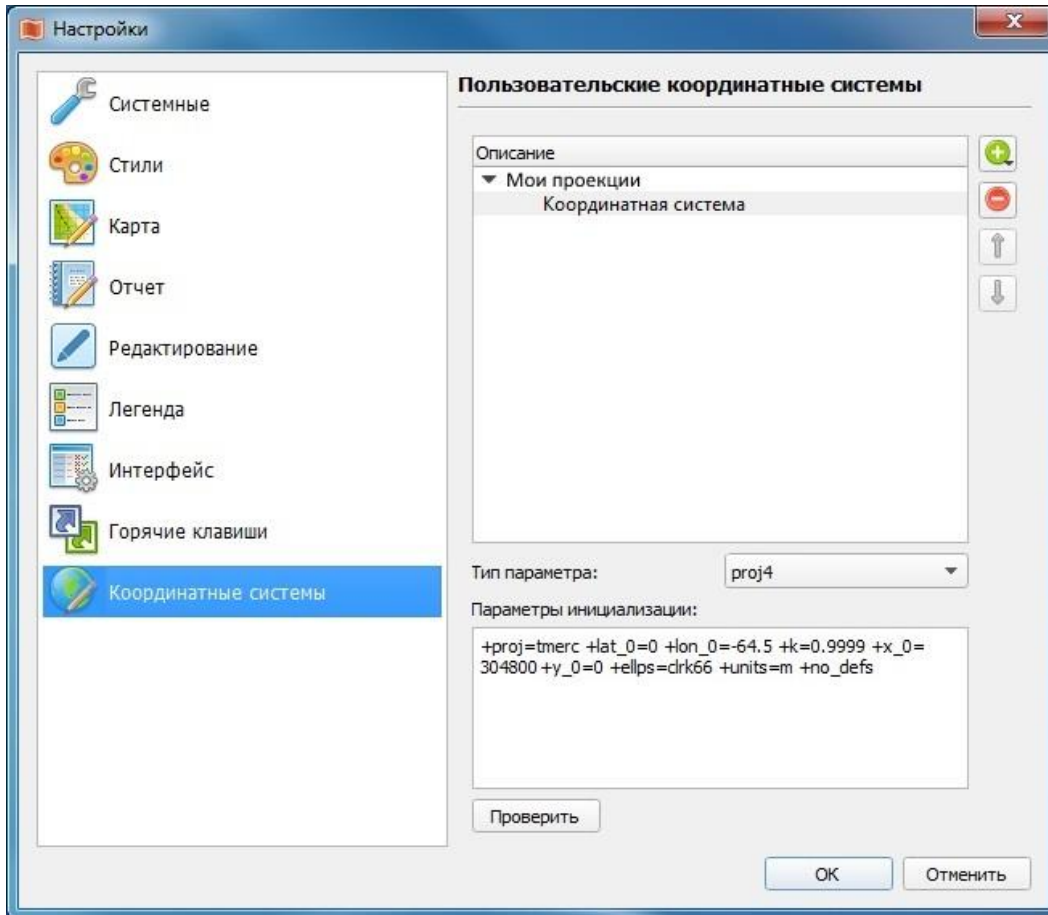 Настройки
Системные
Стили
Карта
Отчет
Редактирование
Легенда
Интерфейс
Горячие клавиши
Координатные системы
Пользовательские координатные системы
Описание
Мои проекции
Координатная система
Тип параметра:
proj4
Параметры инициализации:
+proj=tmerc +lat_0=0 +lon_0=-64.5 +k=0.9999 +x_0=
304800 +y_0=0 +ellps=clrk66 +units=m +no_defs
Проверить
OK
Отменить